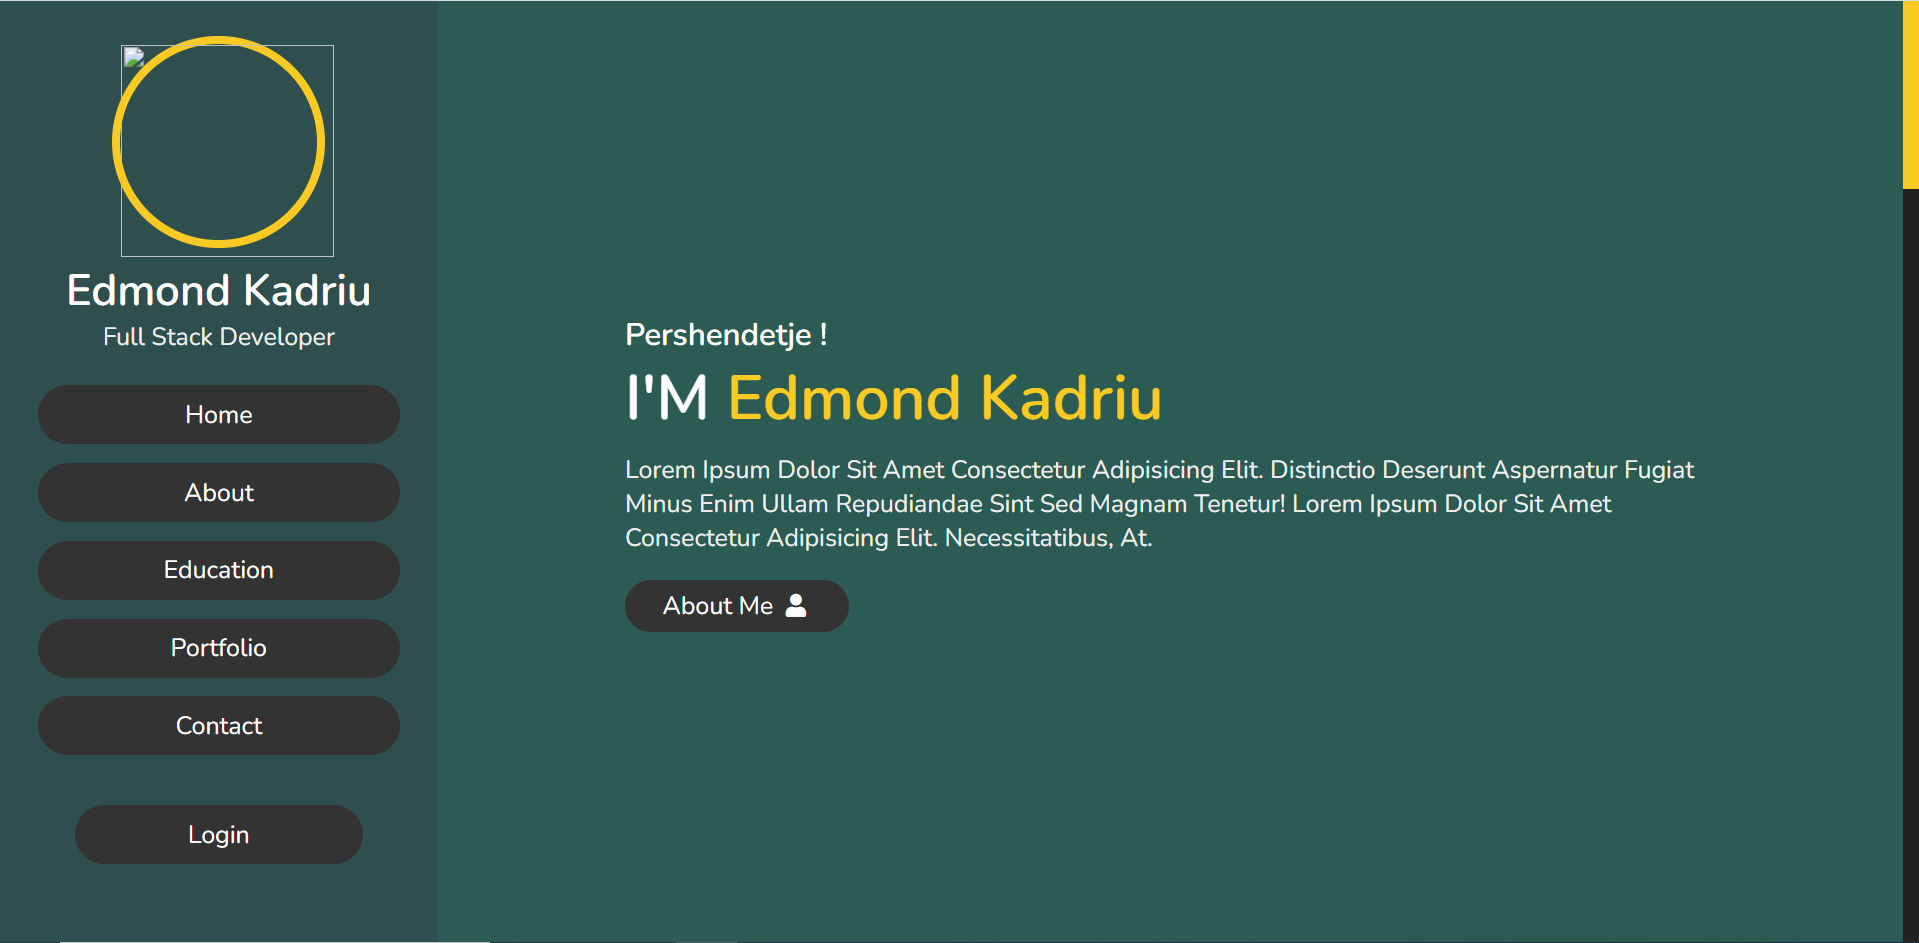 Edmond Kadriu
Full Stack Developer
Home
About
Education
Portfolio
Contact
Login
Pershendetje !
I'M Edmond Kadriu
Lorem Ipsum Dolor Sit Amet Consectetur Adipisicing Elit. Distinctio Deserunt Aspernatur Fugiat
Minus Enim Ullam Repudiandae Sint Sed Magnam Tenetur! Lorem Ipsum Dolor Sit Amet
Consectetur Adipisicing Elit. Necessitatibus, At.
About Me